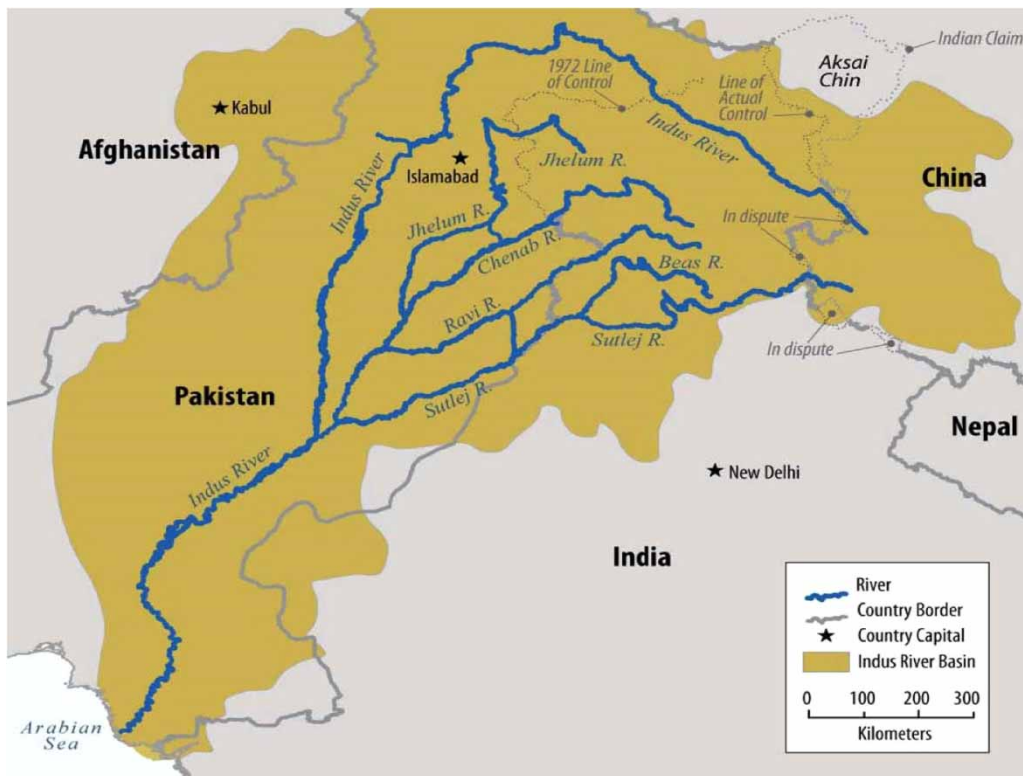 Indian Claim
Aksai
Chin
1972 Line
of Control
Line of
Actual
Control
Kabul
Afghanistan
Indus River
Islamabad
Jhelum R.
Indus River
China
In dispute
Jhelum R.
Chenab R.
Beas R.
Ravi R.
Sutlej R.
In dispute
Pakistan
Sutlej R.
Nepal
Indus River
New Delhi
India
River
Country Border
Country Capital
Indus River Basin
0 100 200 300
Kilometers
Arabian
Sea